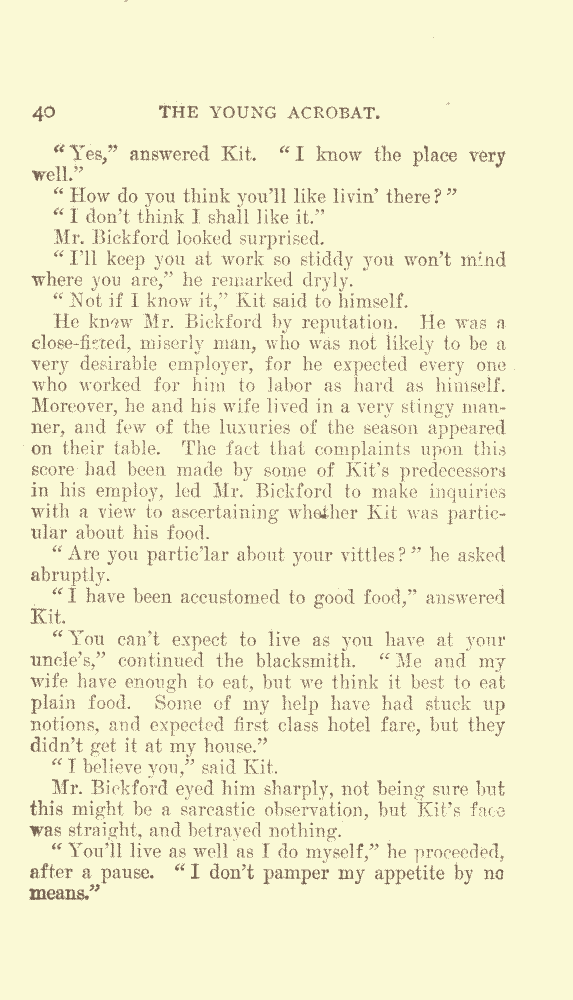 40 THE YOUNG ACROBAT.
“Yes,” answered Kit. “I know the place very
well.”
“How do you think you’ll like livin’ there?”
“I don’t think I shall like it.”
Mr. Bickford looked surprised.
“I’ll keep you at work so stiddy you won’t mind
where you are,” he remarked dryly.
“Not if I know it,” Kit said to himself.
He knew Mr. Bickford by reputation. He was a
close-fisted, miserly man, who was not likely to be a
very desirable employer, for he expected every one
who worked for him to labor as hard as himself.
Moreover, he and his wife lived in a very stingy man-
ner, and few of the luxuries of the season appeared
on their table. The fact that complaints upon this
score had been made by some of Kit’s predecessors
in his employ, led Mr. Bickford to make inquiries
with a view to ascertaining whether Kit was partic-
ular about his food.
“Are you partic’lar about your vittles?” he asked
abruptly.
“I have been accustomed to good food,” answered
Kit.
“You can’t expect to live as you have at your
uncle’s,” continued the blacksmith. “Me and my
wife have enough to eat, but we think it best to eat
plain food. Some of my help have had stuck up
notions, and expected first class hotel fare, but they
didn’t get it at my house.”
“I believe you,” said Kit.
Mr. Bickford eyed him sharply, not being sure but
this might be a sarcastic observation, but Kit’s face
was straight, and betrayed nothing.
“You’ll live as well as I do myself,” he proceeded,
after a pause. “I don’t pamper my appetite by no
means.”